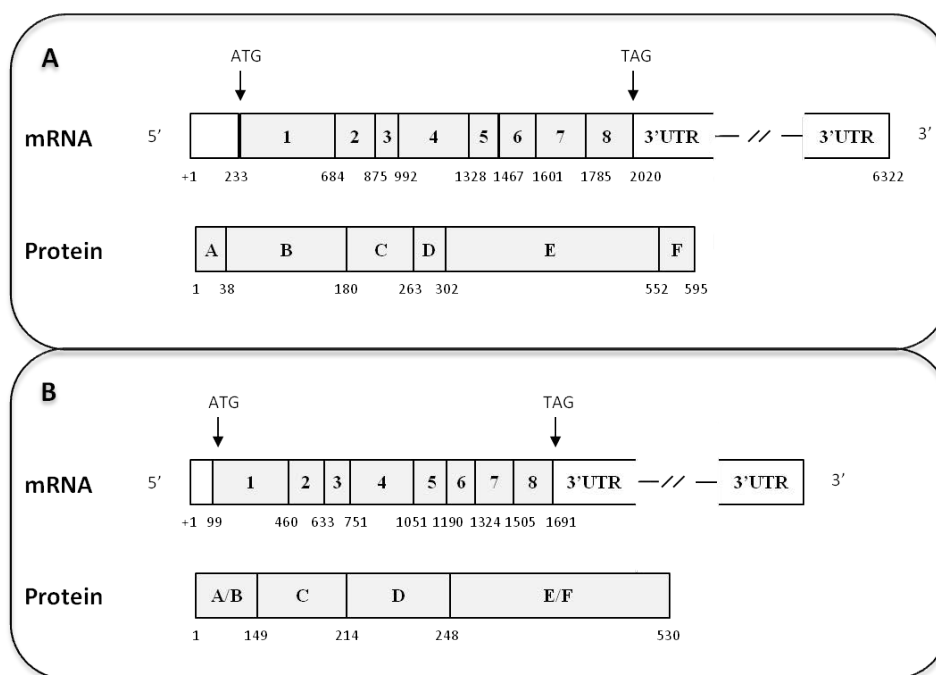 A
ATG TAG
mRNA 5' 1 2 3 4 5 6 7 8 3'UTR 3'UTR 3'
+1 233 684 875 992 1328 1467 1601 1785 2020 6322
Protein A B C D E F
1 38 180 263 302 552 595
B
ATG TAG
mRNA 5' 1 2 3 4 5 6 7 8 3'UTR 3'UTR 3'
+1 99 460 633 751 1051 1190 1324 1505 1691
Protein A/B C D E/F
1 149 214 248 530